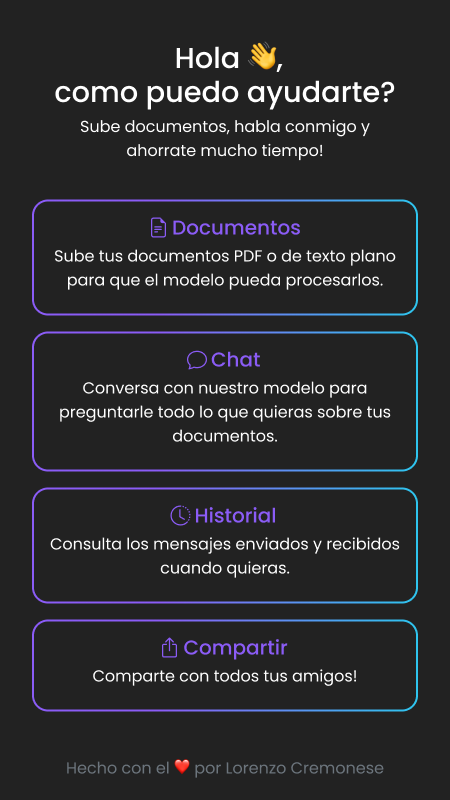 Hola 👋,
como puedo ayudarte?
Sube documentos, habla conmigo y
ahorrate mucho tiempo!
Documentos
Sube tus documentos PDF o de texto plano
para que el modelo pueda procesarlos.
Chat
Conversa con nuestro modelo para
preguntarle todo lo que quieras sobre tus
documentos.
Historial
Consulta los mensajes enviados y recibidos
cuando quieras.
Compartir
Comparte con todos tus amigos!
Hecho con el ❤️ por Lorenzo Cremonese